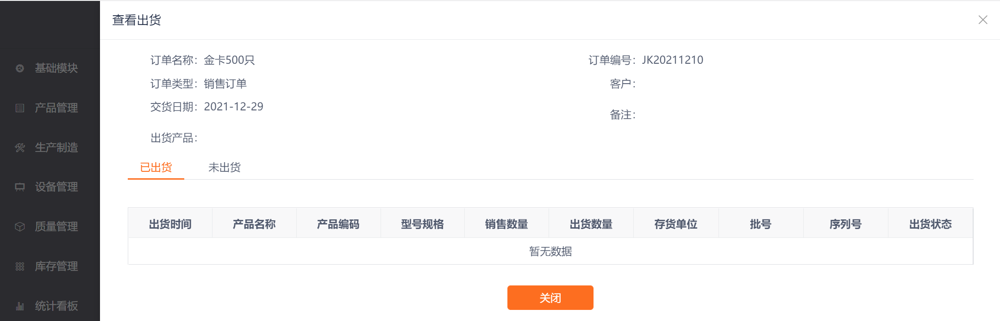 查看出货
基础模块
产品管理
生产制造
设备管理
质量管理
库存管理
统计看板
订单名称：金卡500只
订单编号：JK20211210
订单类型：销售订单
客户：
交货日期：2021-12-29
备注：
出货产品：
已出货 未出货
出货时间 产品名称 产品编码 型号规格 销售数量 出货数量 存货单位 批号 序列号 出货状态
暂无数据
关闭